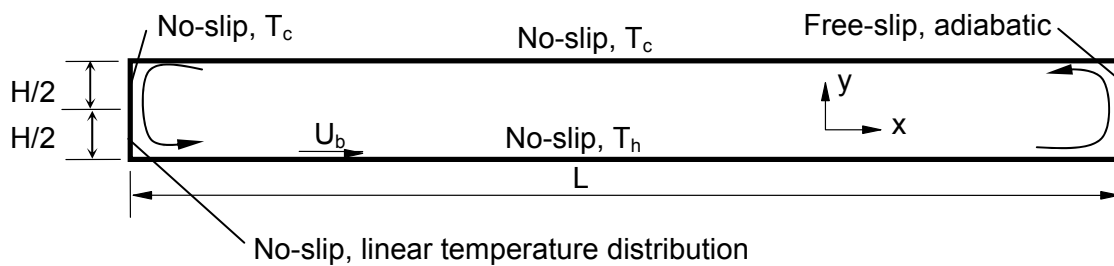 No-slip, T_c
No-slip, T_c
Free-slip, adiabatic
H/2
H/2
y
x
U_b
No-slip, T_h
L
No-slip, linear temperature distribution